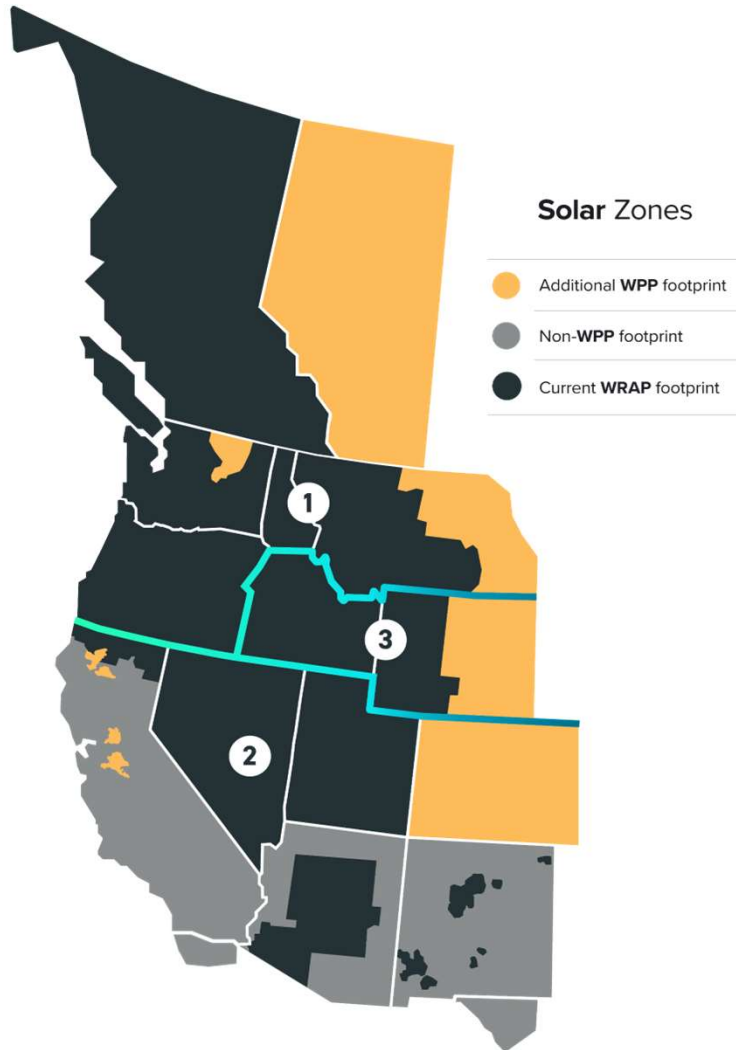 Solar Zones
Additional WPP footprint
Non-WPP footprint
Current WRAP footprint
1
3
2